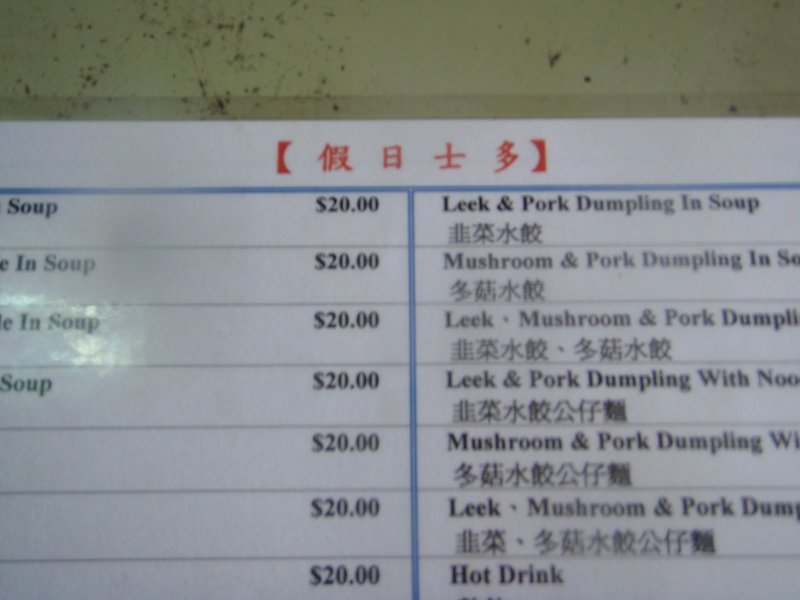 【假日士多】
Soup $20.00
In Soup $20.00
In Soup $20.00
Soup $20.00
$20.00
$20.00
$20.00
Leek & Pork Dumpling In Soup
韭菜水餃
Mushroom & Pork Dumpling In
多菇水餃
Leek、Mushroom & Pork
韭菜水餃、多菇水餃
Leek & Pork Dumpling With
韭菜水餃公仔麵
Mushroom & Pork Dumpling
多菇水餃公仔麵
Leek、Mushroom & Pork
韭菜、多菇水餃公仔麵
Hot Drink